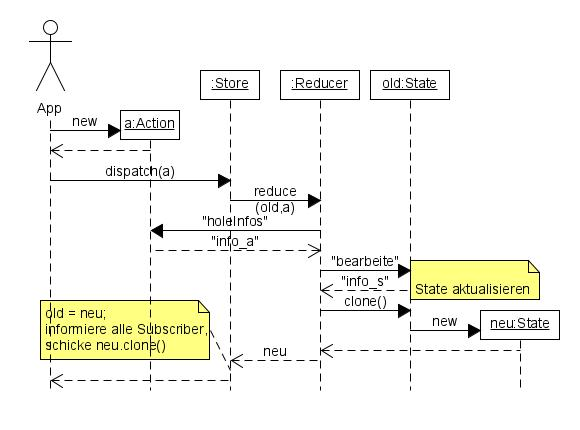 :Store
:Reducer
old:State
App
new
a:Action
dispatch(a)
reduce
(old,a)
"holeInfos"
"info_a"
"bearbeite"
"info_s"
State aktualisieren
clone()
old = neu;
informiere alle Subscriber,
schicke neu.clone()
new
neu:State
neu